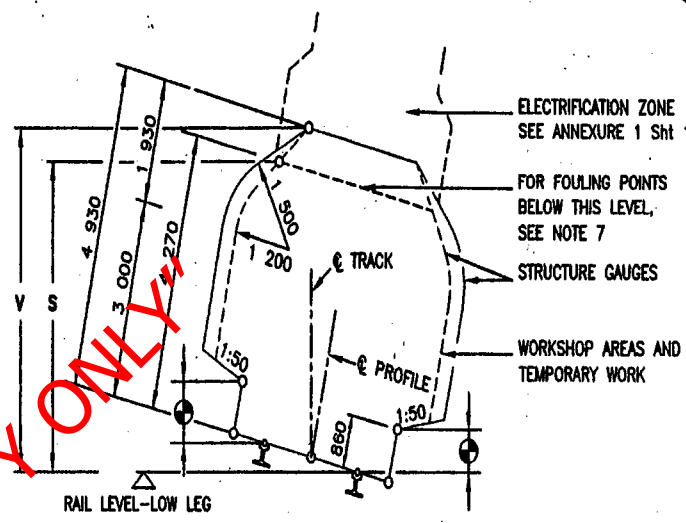 ELECTRIFICATION ZONE
SEE ANNEXURE 1 Sht
FOR FOULING POINTS
BELOW THIS LEVEL,
SEE NOTE 7
STRUCTURE GAUGES
WORKSHOP AREAS AND
TEMPORARY WORK
4 930
1 930
3 000
270
V
S
1 500
1 200
℄ TRACK
℄ PROFILE
1:50
1:50
860
RAIL LEVEL-LOW LEG
Y ONLY"